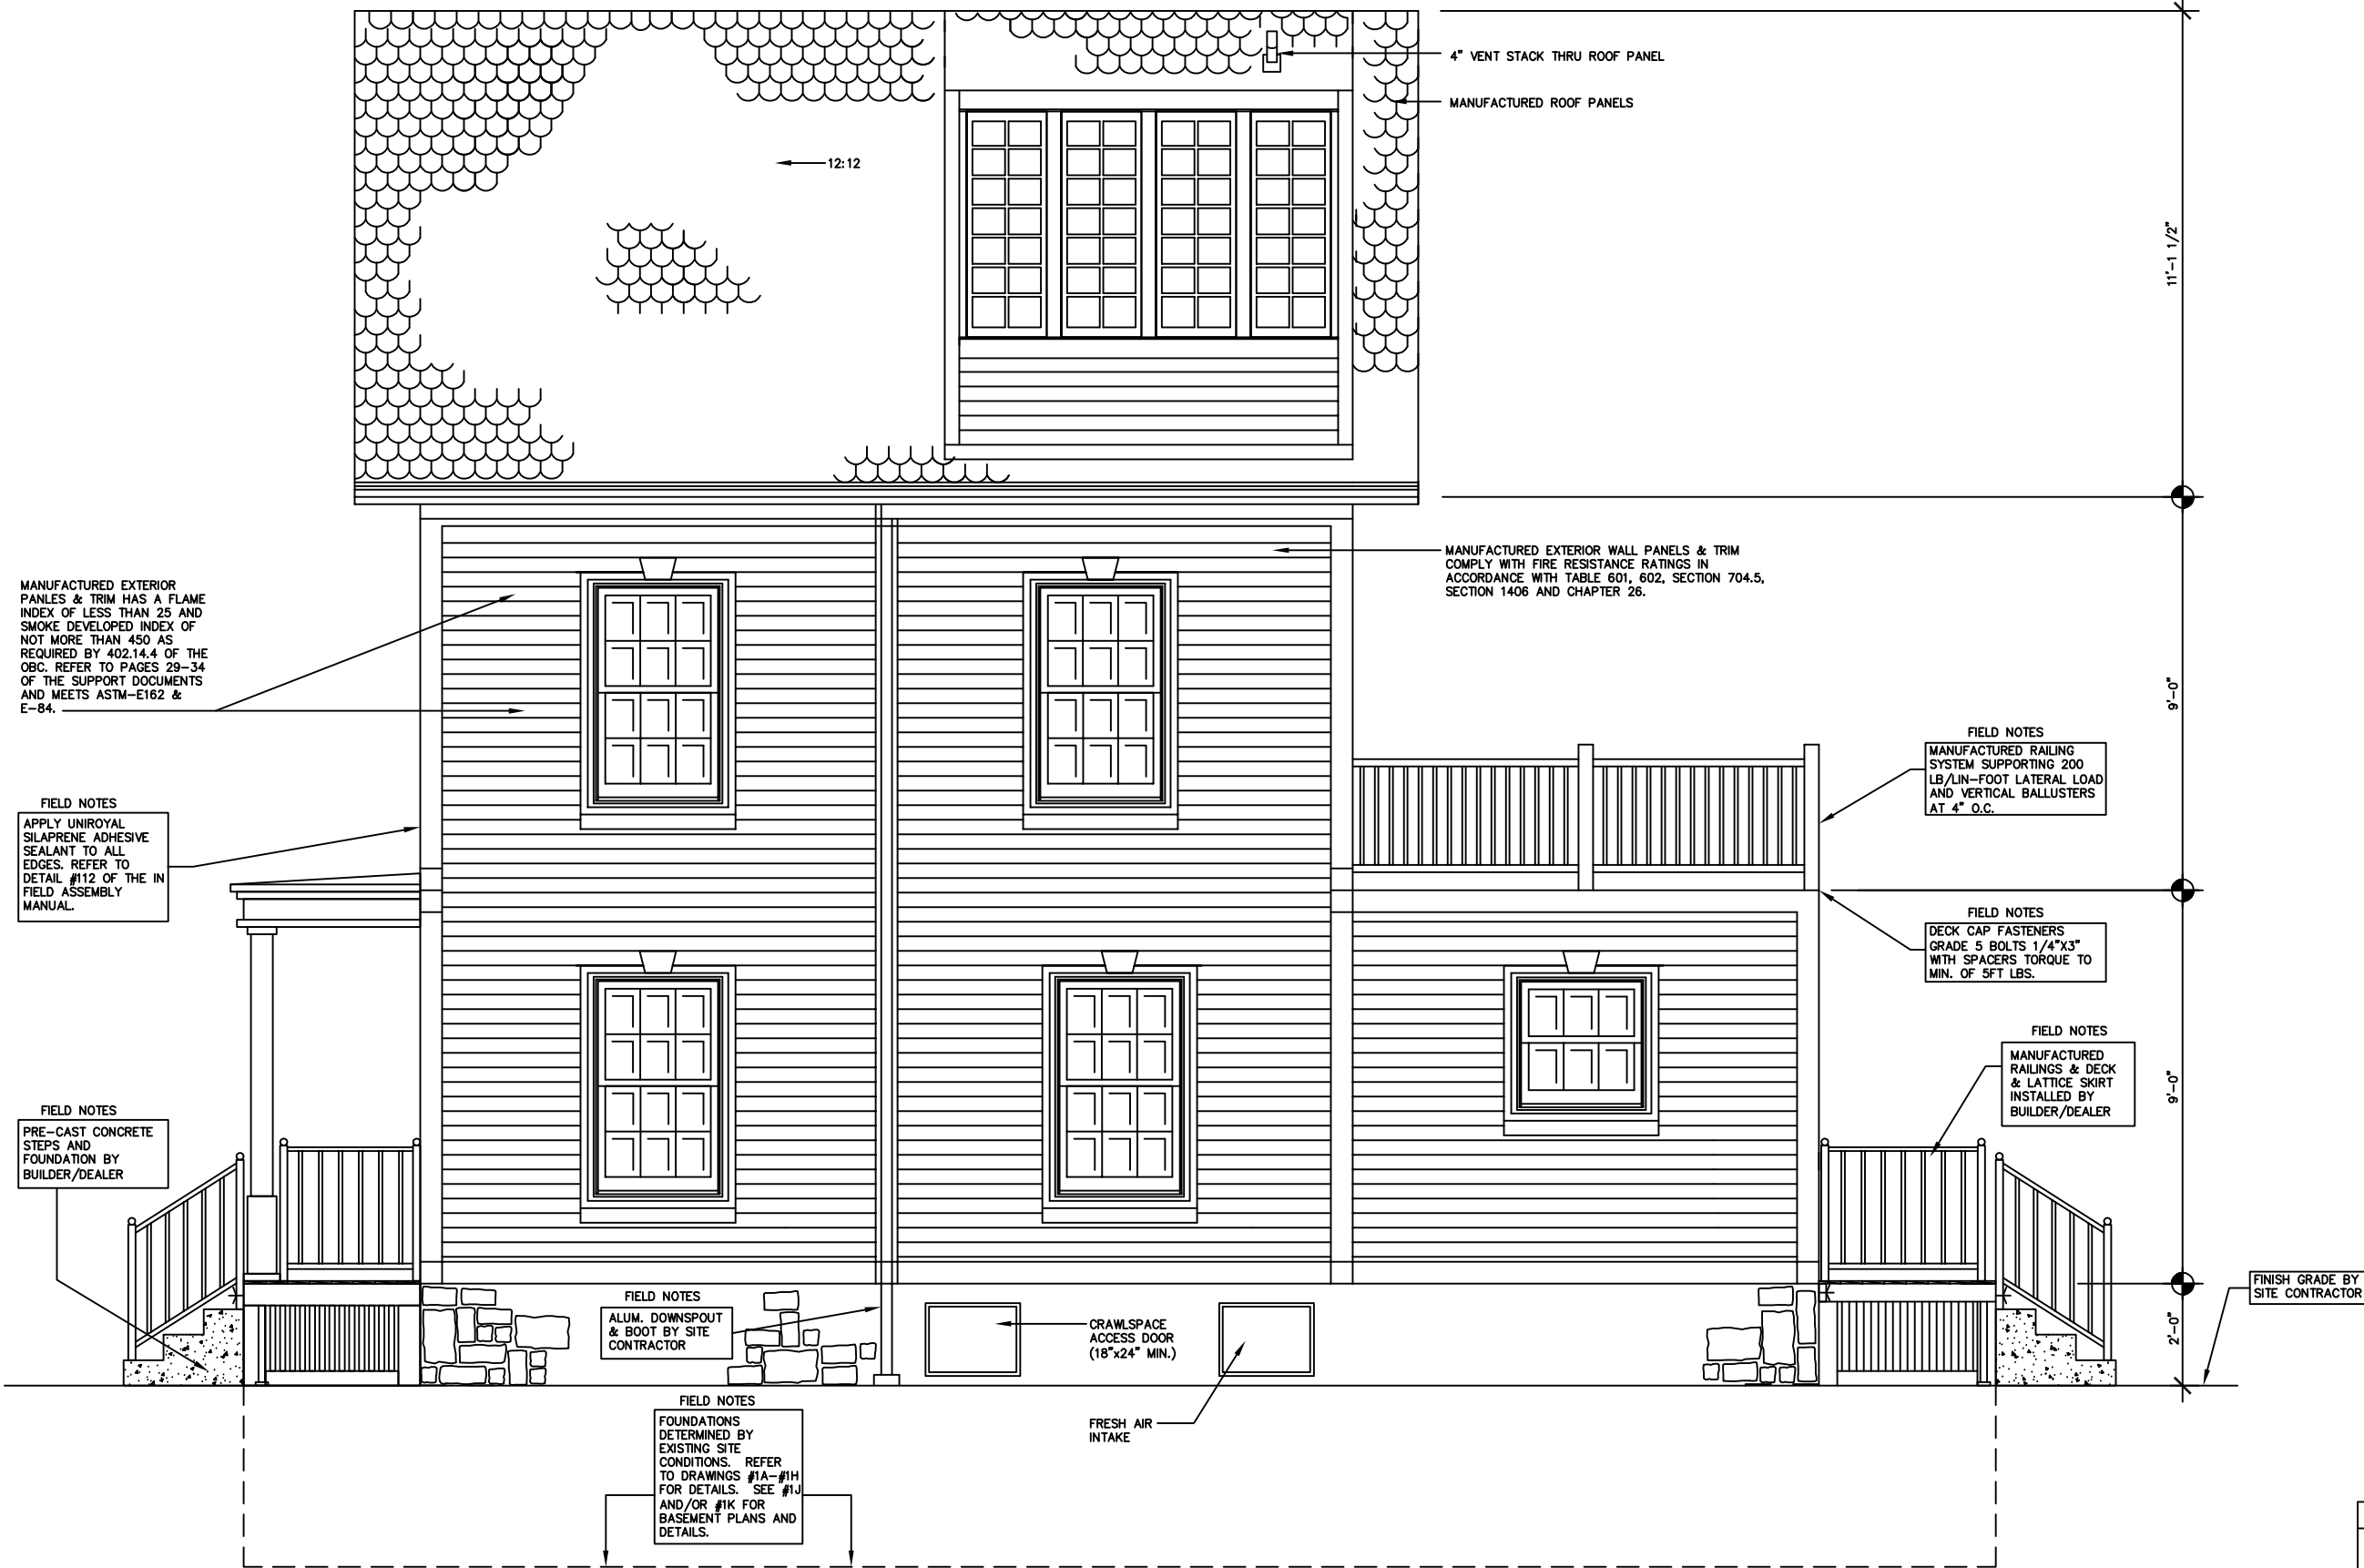 4" VENT STACK THRU ROOF PANEL
MANUFACTURED ROOF PANELS
12:12
11'-1 1/2"
MANUFACTURED EXTERIOR WALL PANELS & TRIM
COMPLY WITH FIRE RESISTANCE RATINGS IN
ACCORDANCE WITH TABLE 601, 602, SECTION 704.5,
SECTION 1406 AND CHAPTER 26.
MANUFACTURED EXTERIOR
PANLES & TRIM HAS A FLAME
INDEX OF LESS THAN 25 AND
SMOKE DEVELOPED INDEX OF
NOT MORE THAN 450 AS
REQUIRED BY 402.14.4 OF THE
OBC. REFER TO PAGES 29-34
OF THE SUPPORT DOCUMENTS
AND MEETS ASTM-E162 &
E-84.
9'-0"
FIELD NOTES
MANUFACTURED RAILING
SYSTEM SUPPORTING 200
LB/LIN-FOOT LATERAL LOAD
AND VERTICAL BALLUSTERS
AT 4" O.C.
FIELD NOTES
APPLY UNIROYAL
SILAPRENE ADHESIVE
SEALANT TO ALL
EDGES. REFER TO
DETAIL #112 OF THE IN
FIELD ASSEMBLY
MANUAL.
FIELD NOTES
DECK CAP FASTENERS
GRADE 5 BOLTS 1/4"X3"
WITH SPACERS TORQUE TO
MIN. OF 5FT LBS.
FIELD NOTES
MANUFACTURED
RAILINGS & DECK
& LATTICE SKIRT
INSTALLED BY
BUILDER/DEALER
9'-0"
FIELD NOTES
PRE-CAST CONCRETE
STEPS AND
FOUNDATION BY
BUILDER/DEALER
FINISH GRADE BY
SITE CONTRACTOR
2'-0"
FIELD NOTES
ALUM. DOWNSPOUT
& BOOT BY SITE
CONTRACTOR
CRAWLSPACE
ACCESS DOOR
(18"x24" MIN.)
FRESH AIR
INTAKE
FIELD NOTES
FOUNDATIONS
DETERMINED BY
EXISTING SITE
CONDITIONS. REFER
TO DRAWINGS #1A-#1H
FOR DETAILS. SEE #1J
AND/OR #1K FOR
BASEMENT PLANS AND
DETAILS.